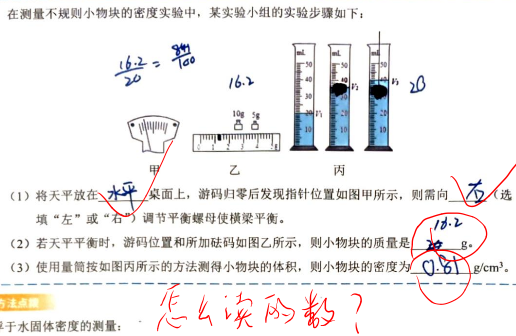 在测量不规则小物块的密度实验中，某实验小组的实验步骤如下：
16.2/20 = 81/100
16.2
10g 5g
mL mL mL
50 50 50
40 40 40
30 30 30
20 20 20
10 10 10
V1 V2 V3
20
甲 乙 丙
（1）将天平放在 水平 桌面上，游码归零后发现指针位置如图甲所示，则需向 右 （选
填“左”或“右”）调节平衡螺母使横梁平衡。
16.2
（2）若天平平衡时，游码位置和所加砝码如图乙所示，则小物块的质量是 g。
（3）使用量筒按如图丙所示的方法测得小物块的体积，则小物块的密度为 0.81 g/cm³。
怎么读的数？
方法点
于水固体密度的测量：